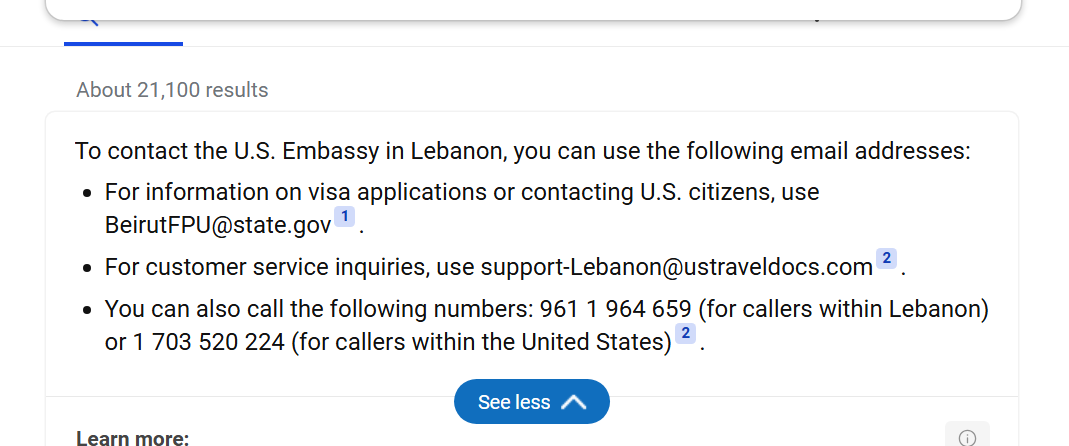 About 21,100 results
To contact the U.S. Embassy in Lebanon, you can use the following email addresses:
• For information on visa applications or contacting U.S. citizens, use
BeirutFPU@state.gov 1 .
• For customer service inquiries, use support-Lebanon@ustraveldocs.com 2 .
• You can also call the following numbers: 961 1 964 659 (for callers within Lebanon)
or 1 703 520 224 (for callers within the United States) 2 .
See less
Learn more: